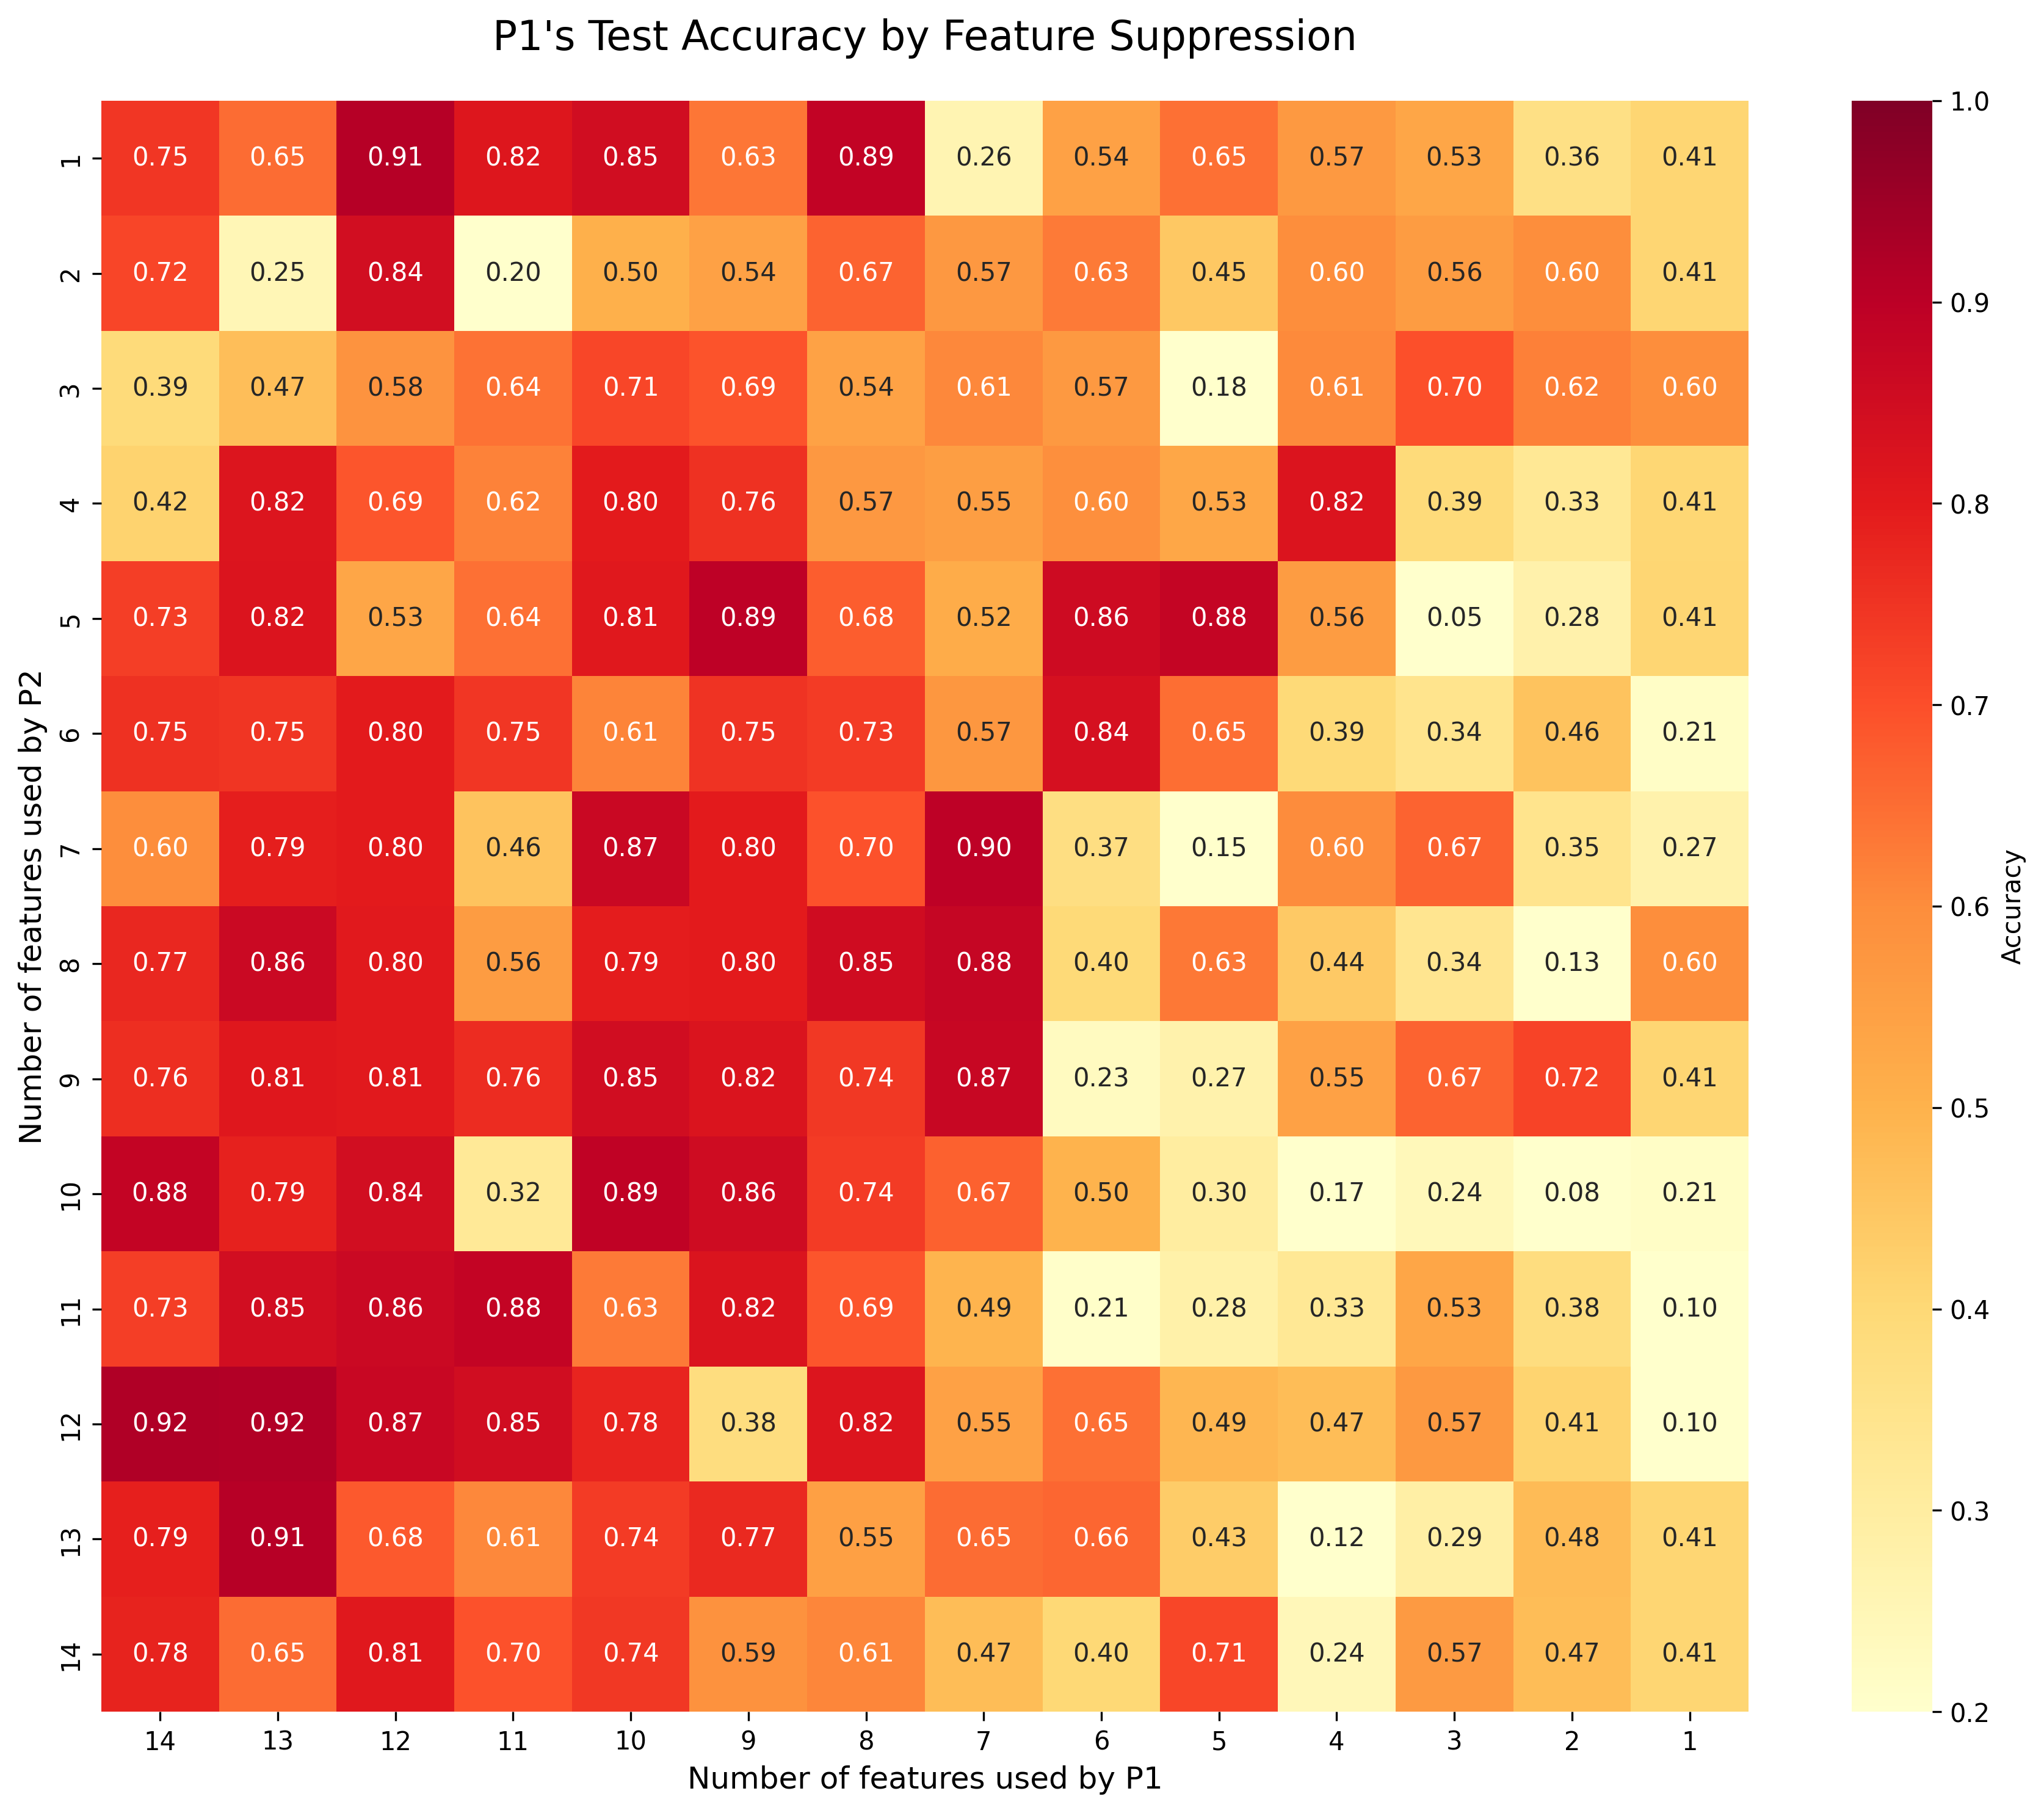 P1's Test Accuracy by Feature Suppression
1 0.75 0.65 0.91 0.82 0.85 0.63 0.89 0.26 0.54 0.65 0.57 0.53 0.36 0.41
2 0.72 0.25 0.84 0.20 0.50 0.54 0.67 0.57 0.63 0.45 0.60 0.56 0.60 0.41
3 0.39 0.47 0.58 0.64 0.71 0.69 0.54 0.61 0.57 0.18 0.61 0.70 0.62 0.60
4 0.42 0.82 0.69 0.62 0.80 0.76 0.57 0.55 0.60 0.53 0.82 0.39 0.33 0.41
5 0.73 0.82 0.53 0.64 0.81 0.89 0.68 0.52 0.86 0.88 0.56 0.05 0.28 0.41
6 0.75 0.75 0.80 0.75 0.61 0.75 0.73 0.57 0.84 0.65 0.39 0.34 0.46 0.21
7 0.60 0.79 0.80 0.46 0.87 0.80 0.70 0.90 0.37 0.15 0.60 0.67 0.35 0.27
8 0.77 0.86 0.80 0.56 0.79 0.80 0.85 0.88 0.40 0.63 0.44 0.34 0.13 0.60
9 0.76 0.81 0.81 0.76 0.85 0.82 0.74 0.87 0.23 0.27 0.55 0.67 0.72 0.41
10 0.88 0.79 0.84 0.32 0.89 0.86 0.74 0.67 0.50 0.30 0.17 0.24 0.08 0.21
11 0.73 0.85 0.86 0.88 0.63 0.82 0.69 0.49 0.21 0.28 0.33 0.53 0.38 0.10
12 0.92 0.92 0.87 0.85 0.78 0.38 0.82 0.55 0.65 0.49 0.47 0.57 0.41 0.10
13 0.79 0.91 0.68 0.61 0.74 0.77 0.55 0.65 0.66 0.43 0.12 0.29 0.48 0.41
14 0.78 0.65 0.81 0.70 0.74 0.59 0.61 0.47 0.40 0.71 0.24 0.57 0.47 0.41
14 13 12 11 10 9 8 7 6 5 4 3 2 1
Number of features used by P1
Number of features used by P2
1.0
0.9
0.8
0.7
0.6
0.5
0.4
0.3
0.2
Accuracy